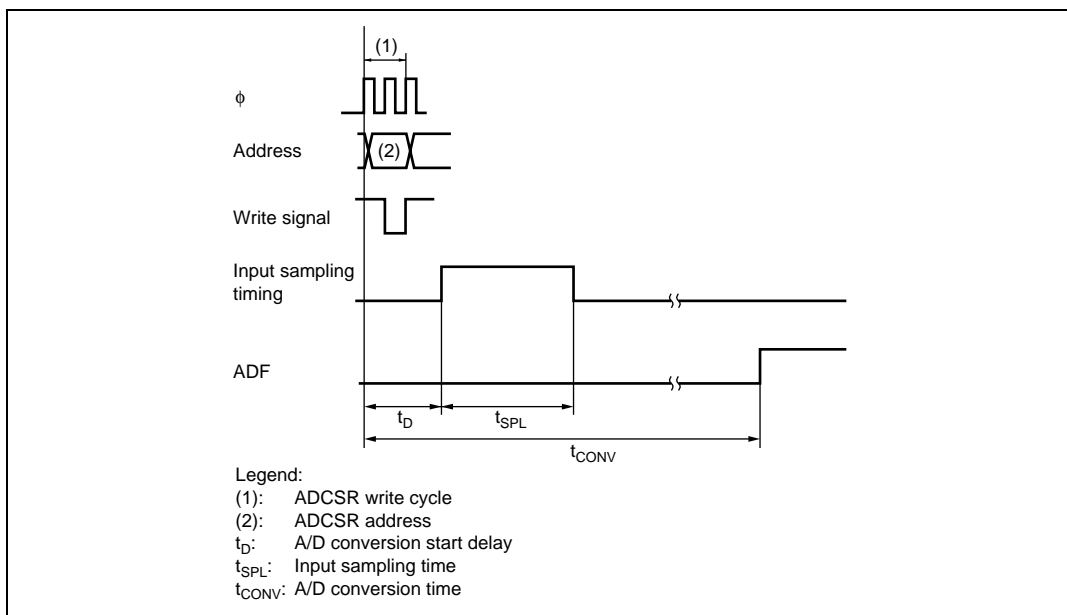 (1)
ϕ
Address
(2)
Write signal
Input sampling
timing
ADF
tD
tSPL
tCONV
Legend:
(1): ADCSR write cycle
(2): ADCSR address
tD: A/D conversion start delay
tSPL: Input sampling time
tCONV: A/D conversion time